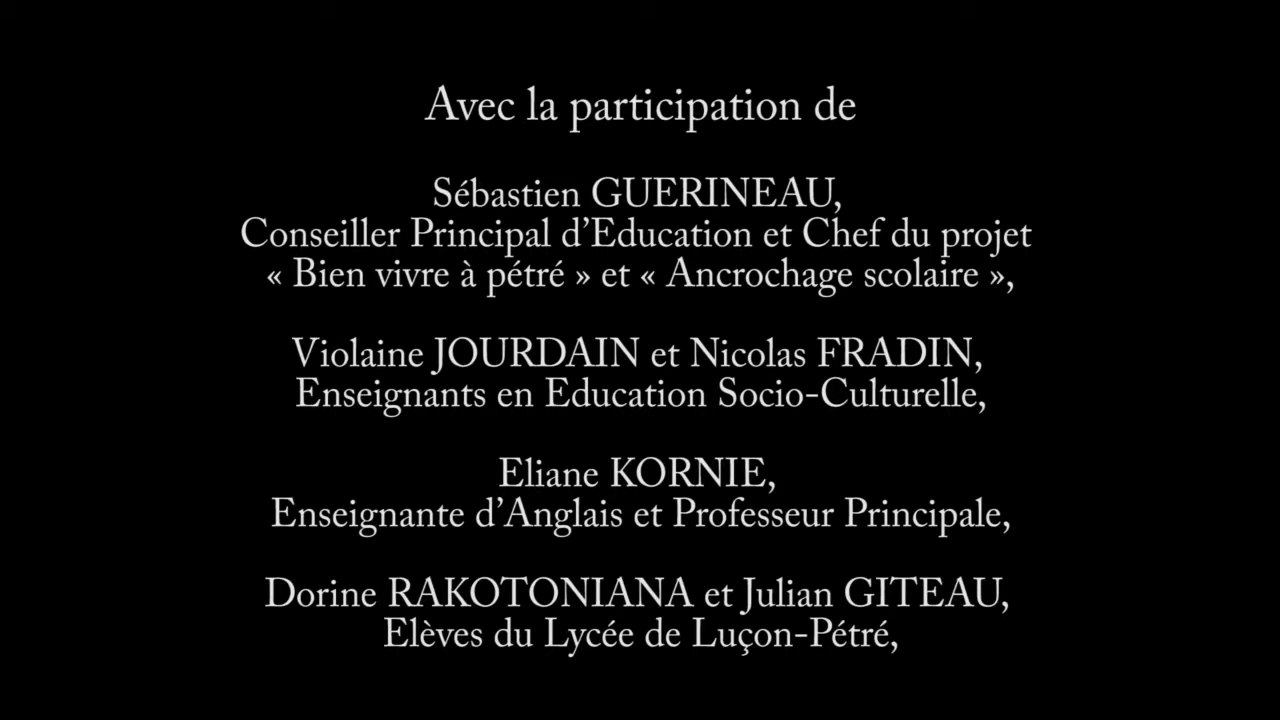 Avec la participation de
Sébastien GUERINEAU,
Conseiller Principal d’Education et Chef du projet
« Bien vivre à pétré » et « Ancrochage scolaire »,
Violaine JOURDAIN et Nicolas FRADIN,
Enseignants en Education Socio-Culturelle,
Eliane KORNIE,
Enseignante d’Anglais et Professeur Principale,
Dorine RAKOTONIANA et Julian GITEAU,
Elèves du Lycée de Luçon-Pétré,